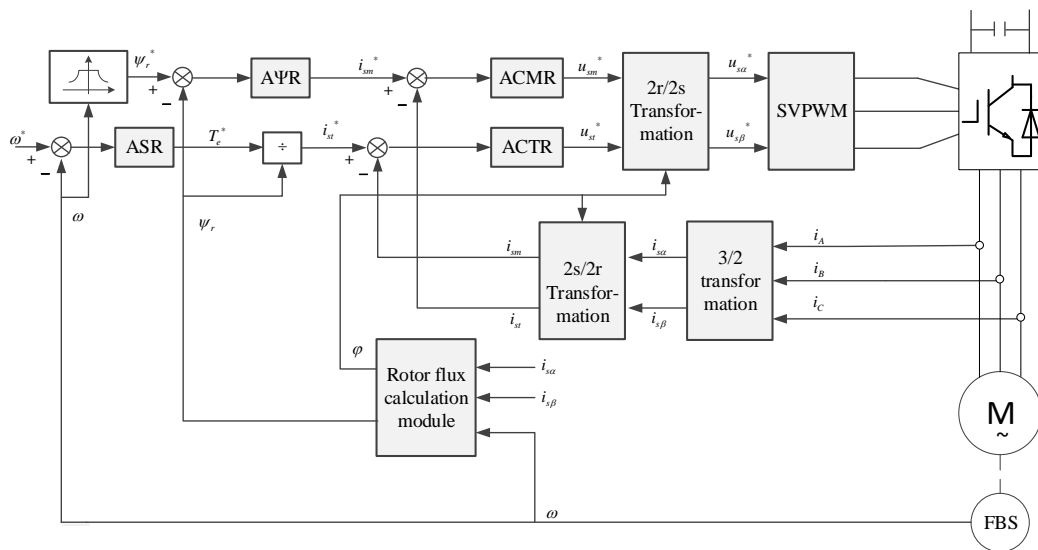 ψr*
+
−
AΨR
ism*
+
−
ACMR
usm*
2r/2s
Transfor-
mation
usα*
SVPWM
ω*
+
−
ASR
Te*
÷
ist*
+
−
ACTR
ust*
usβ*
ω
ψr
ism
2s/2r
Transfor-
mation
isα
3/2
transfor
mation
iA
iB
ist
isβ
iC
φ
Rotor flux
calculation
module
isα
isβ
M
~
ω
FBS